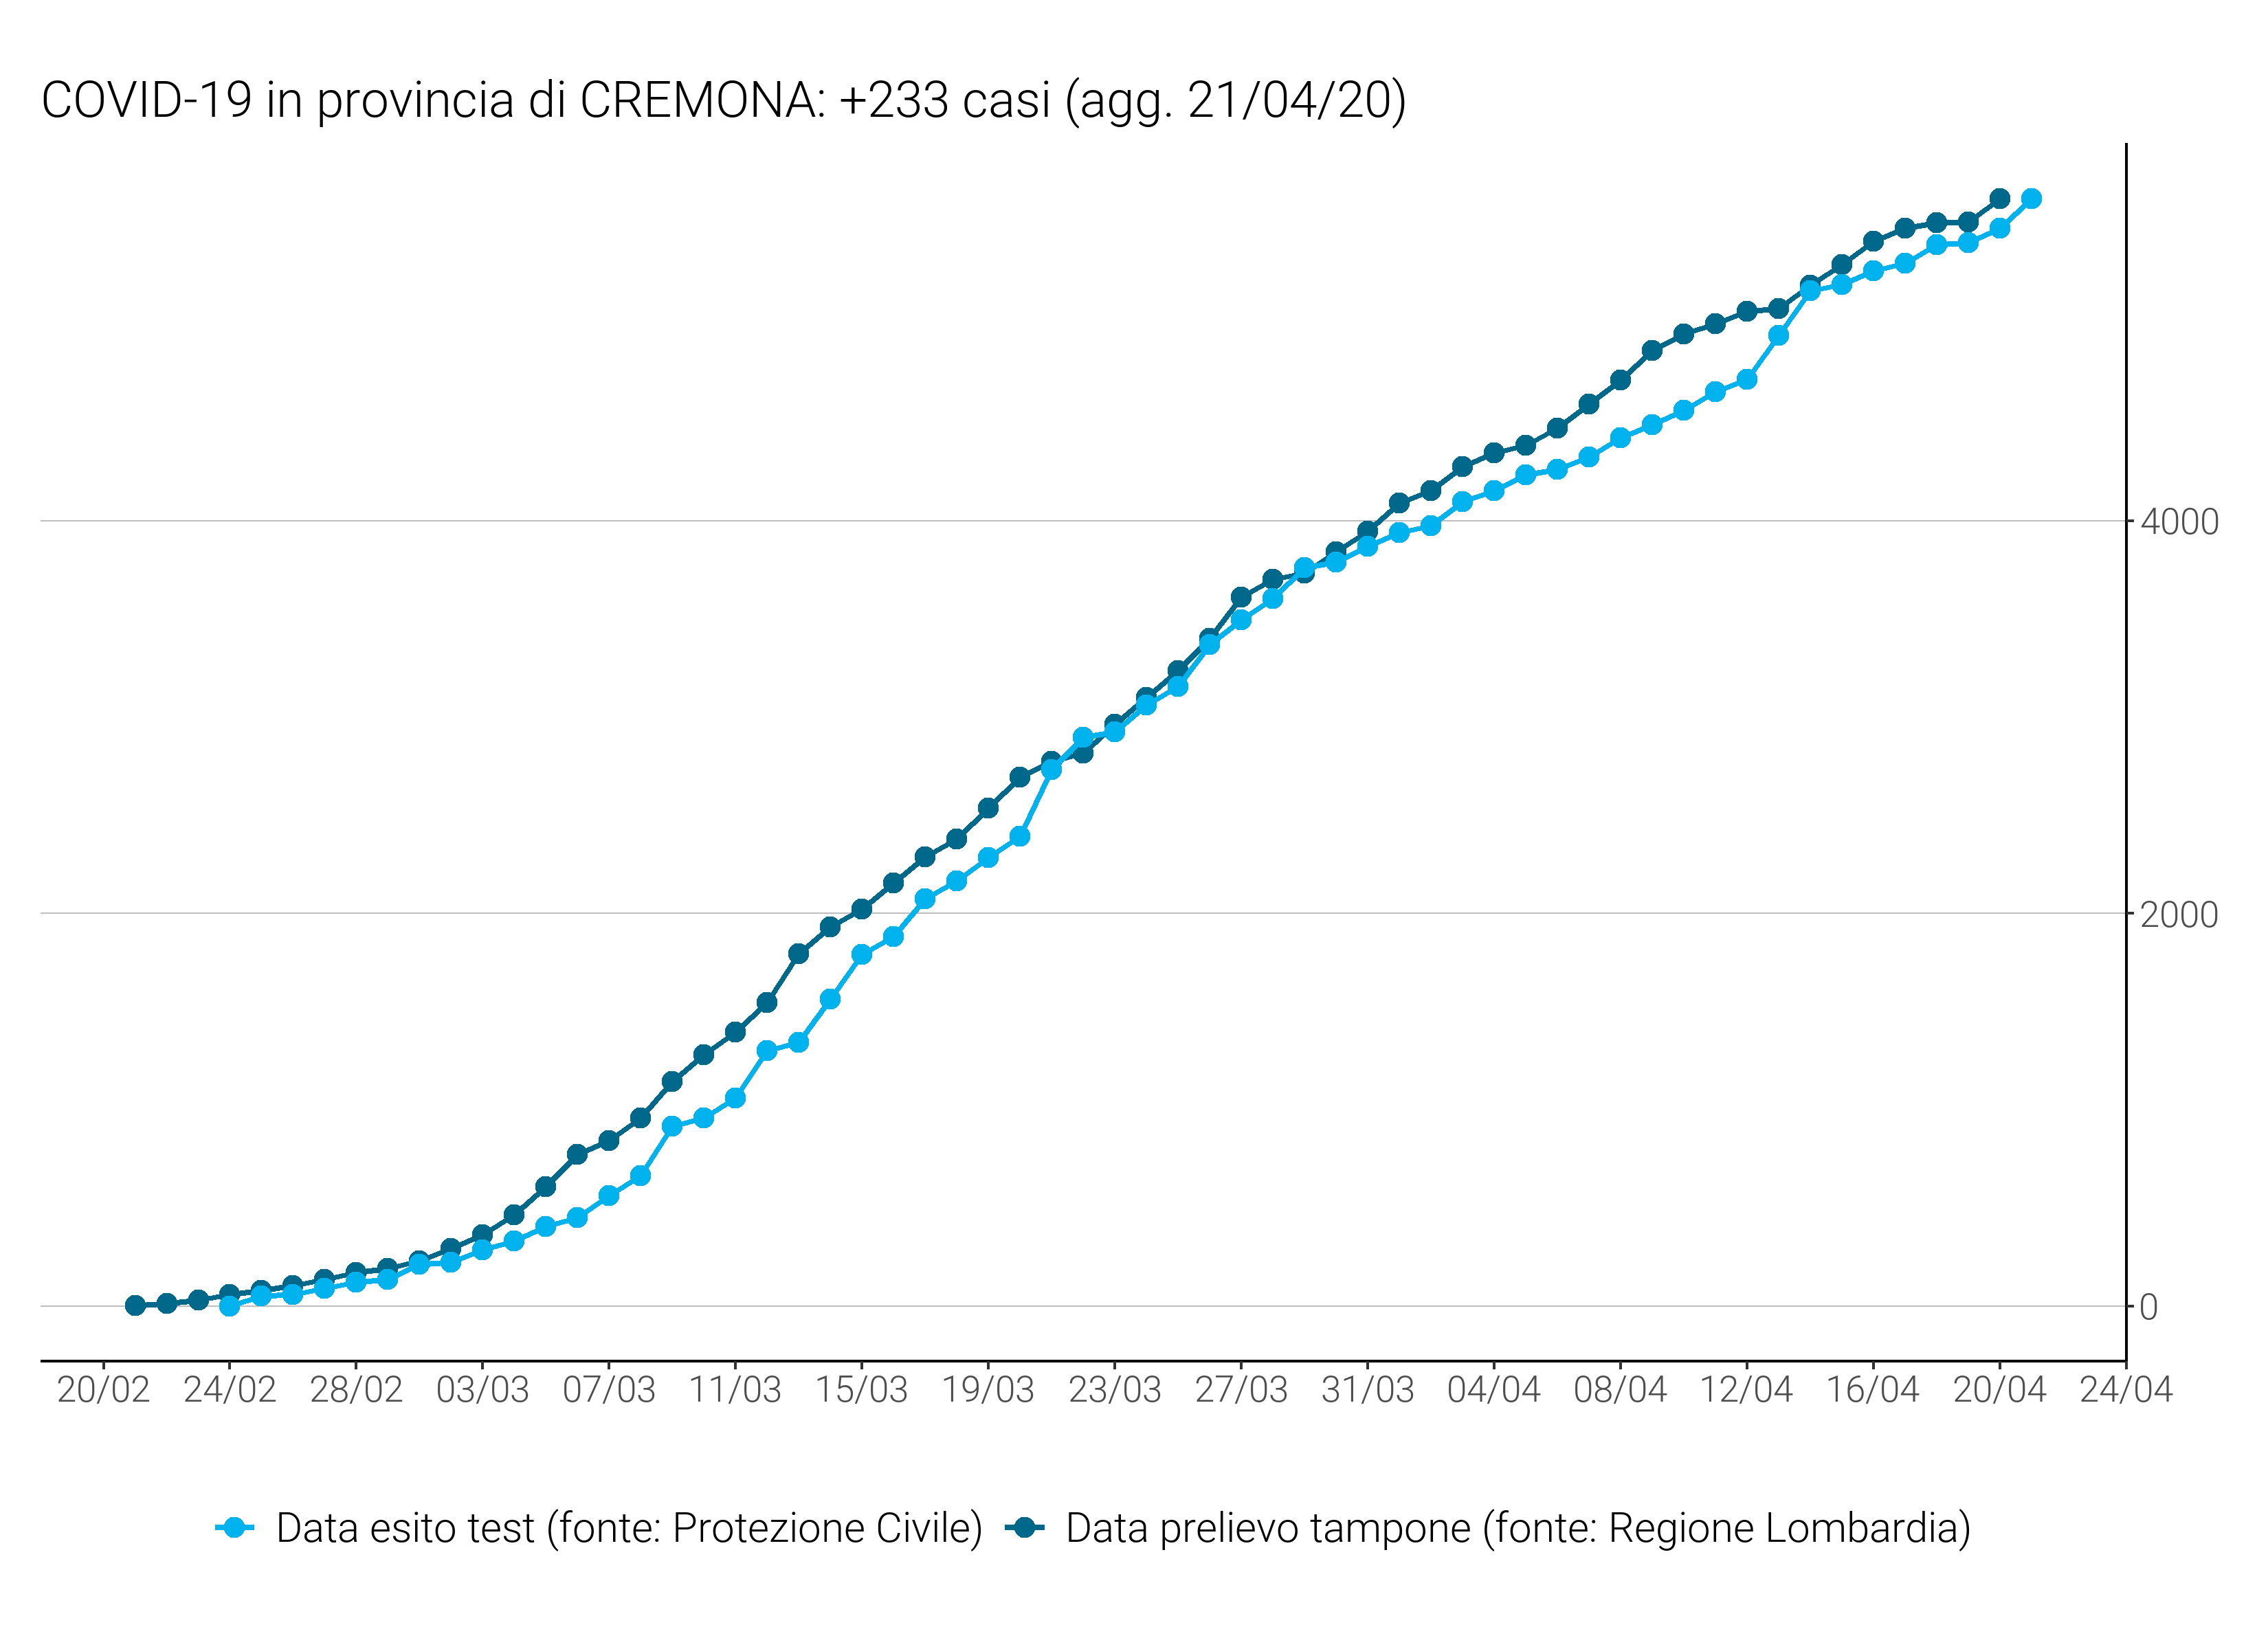 COVID-19 in provincia di CREMONA: +233 casi (agg. 21/04/20)
4000
2000
0
20/02 24/02 28/02 03/03 07/03 11/03 15/03 19/03 23/03 27/03 31/03 04/04 08/04 12/04 16/04 20/04 24/04
Data esito test (fonte: Protezione Civile) Data prelievo tampone (fonte: Regione Lombardia)